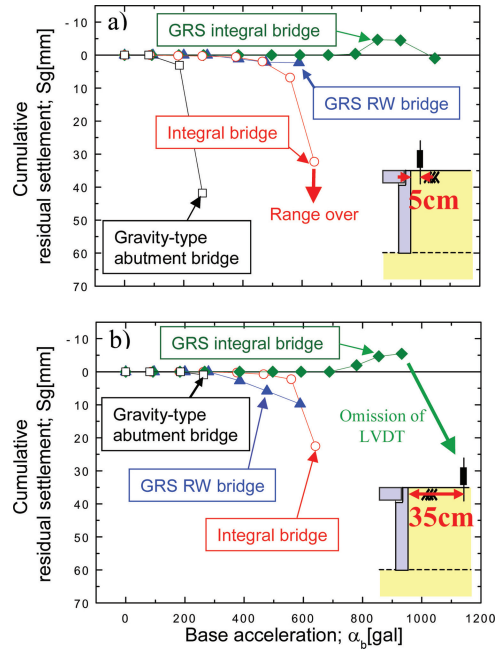 a)
Cumulative
residual settlement; Sg[mm]
- 10
0
10
20
30
40
50
60
70
GRS integral bridge
GRS RW bridge
Integral bridge
Range over
Gravity-type
abutment bridge
5cm
b)
Cumulative
residual settlement; Sg[mm]
- 10
0
10
20
30
40
50
60
70
GRS integral bridge
Gravity-type
abutment bridge
GRS RW bridge
Integral bridge
Omission of
LVDT
35cm
0 200 400 600 800 1000 1200
Base acceleration; αb[gal]